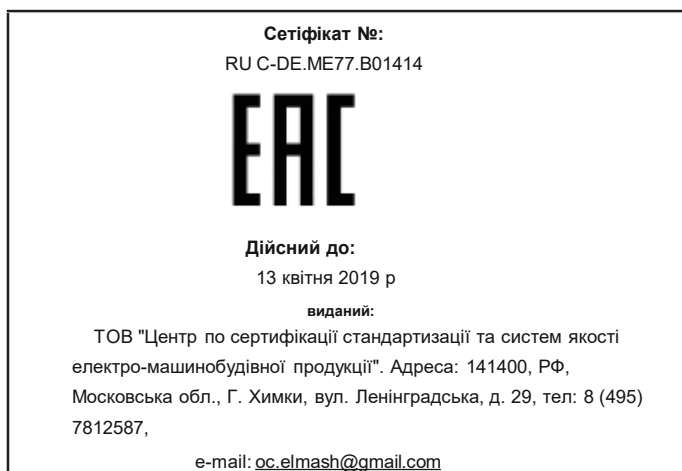 Сетіфікат №:
RU C-DE.ME77.B01414
EAC
Дійсний до:
13 квітня 2019 р
виданий:
ТОВ "Центр по сертифікації стандартизації та систем якості
електро-машинобудівної продукції". Адреса: 141400, РФ,
Московська обл., Г. Химки, вул. Ленінградська, д. 29, тел: 8 (495)
7812587,
e-mail: oc.elmash@gmail.com